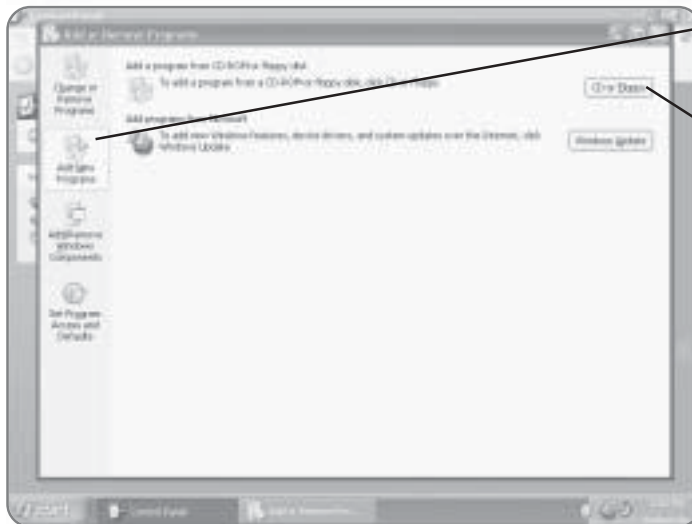 Add or Remove Programs
Change or
Remove
Programs
Add a program from CD-ROM or floppy disk
To add a program from a CD-ROM or floppy disk, click CD or Floppy.
CD or Floppy
Add programs from Microsoft
To add new Windows features, device drivers, and system updates over the Internet, click
Windows Update.
Windows Update
Add New
Programs
Add/Remove
Windows
Components
Set Program
Access and
Defaults
start
Control Panel
Add or Remove